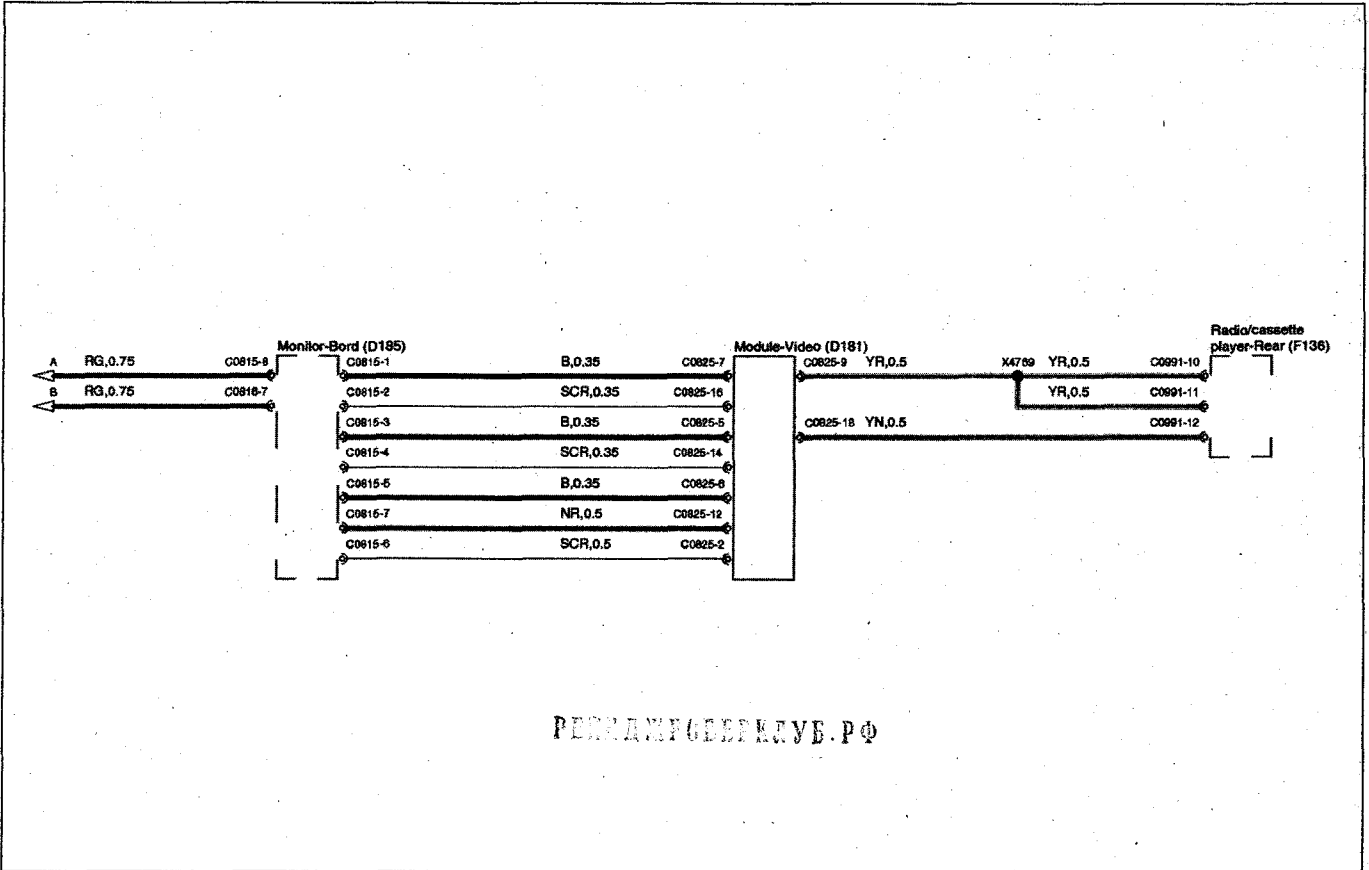 Radio/cassette
player-Rear (F136)
Monitor-Bord (D185)
Module-Video (D181)
A RG,0.75 C0815-8 C0815-1 B,0.35 C0825-7 C0825-9 YR,0.5 X4769 YR,0.5 C0991-10
B RG,0.75 C0816-7 C0815-2 SCR,0.35 C0825-16 YR,0.5 C0991-11
C0815-3 B,0.35 C0825-5 C0825-18 YN,0.5 C0991-12
C0815-4 SCR,0.35 C0825-14
C0815-5 B,0.35 C0825-6
C0815-7 NR,0.5 C0825-12
C0815-6 SCR,0.5 C0825-2
РЕНДЖРОВЕРКЛУБ.РФ